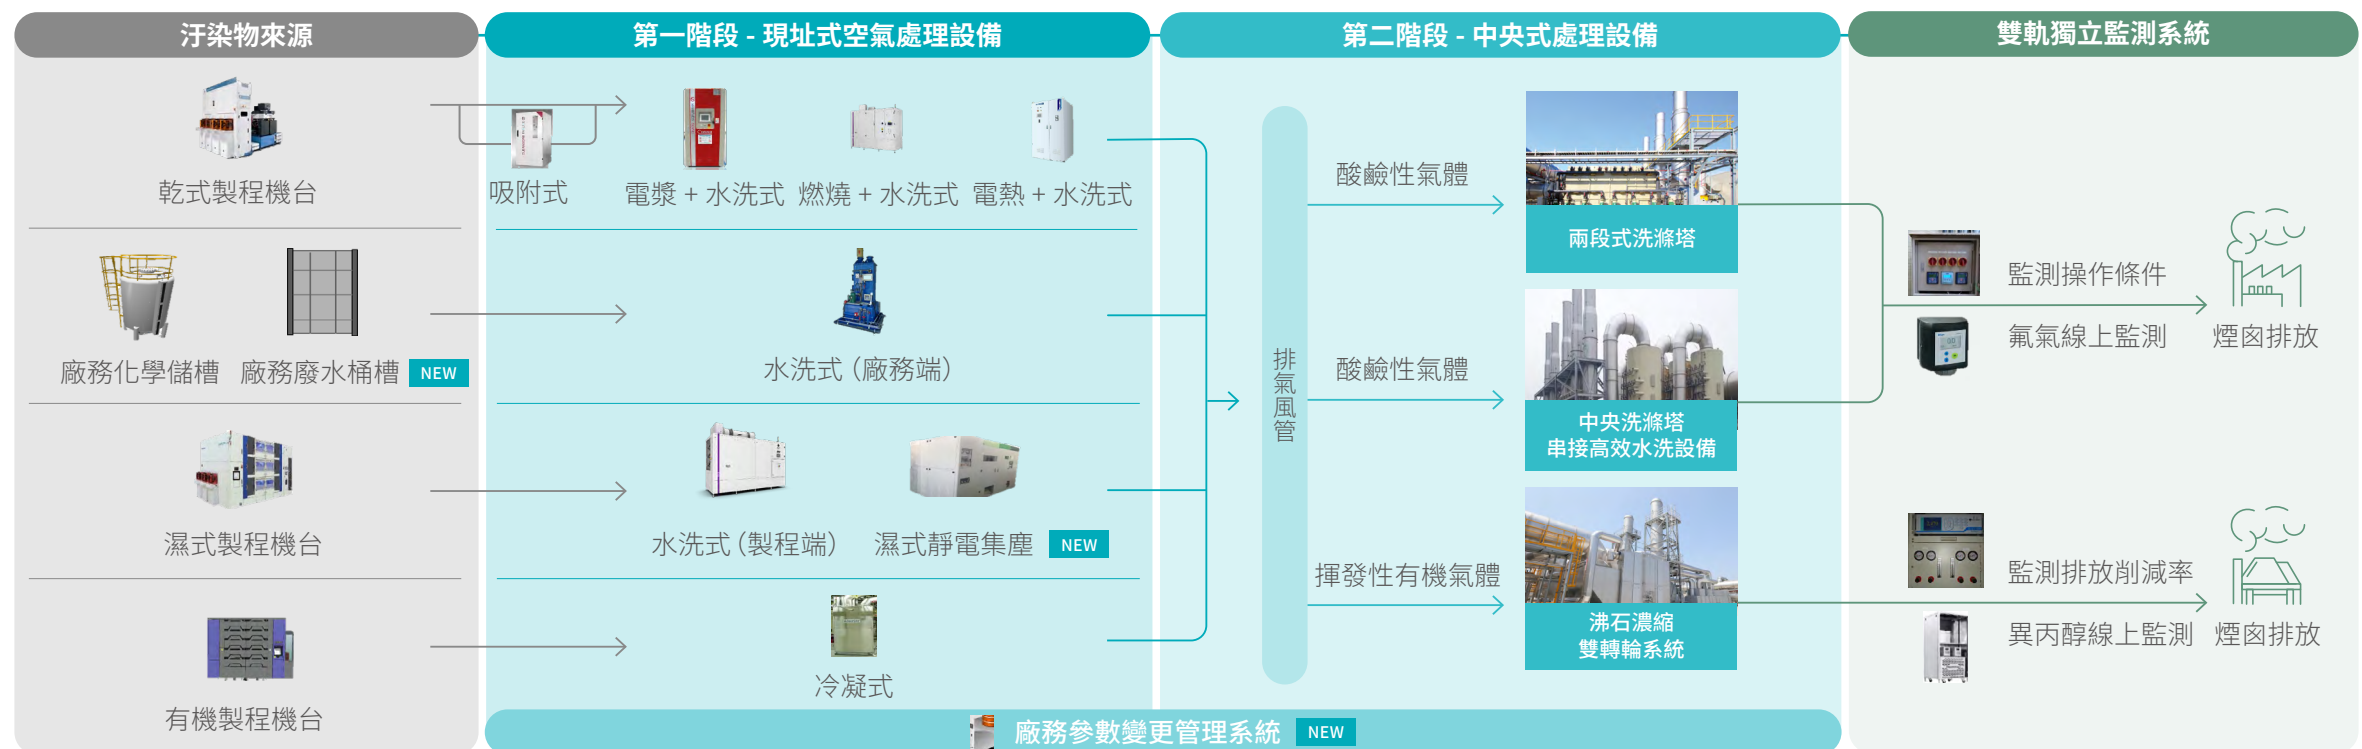 汙染物來源
第一階段 - 現址式空氣處理設備
第二階段 - 中央式處理設備
雙軌獨立監測系統
乾式製程機台
吸附式
電漿 + 水洗式
燃燒 + 水洗式
電熱 + 水洗式
廠務化學儲槽
廠務廢水桶槽 NEW
水洗式（廠務端）
濕式製程機台
水洗式（製程端）
濕式靜電集塵 NEW
有機製程機台
冷凝式
排氣風管
酸鹼性氣體
兩段式洗滌塔
酸鹼性氣體
中央洗滌塔
串接高效水洗設備
揮發性有機氣體
沸石濃縮
雙轉輪系統
監測操作條件
氟氣線上監測
煙囪排放
監測排放削減率
異丙醇線上監測
煙囪排放
廠務參數變更管理系統 NEW